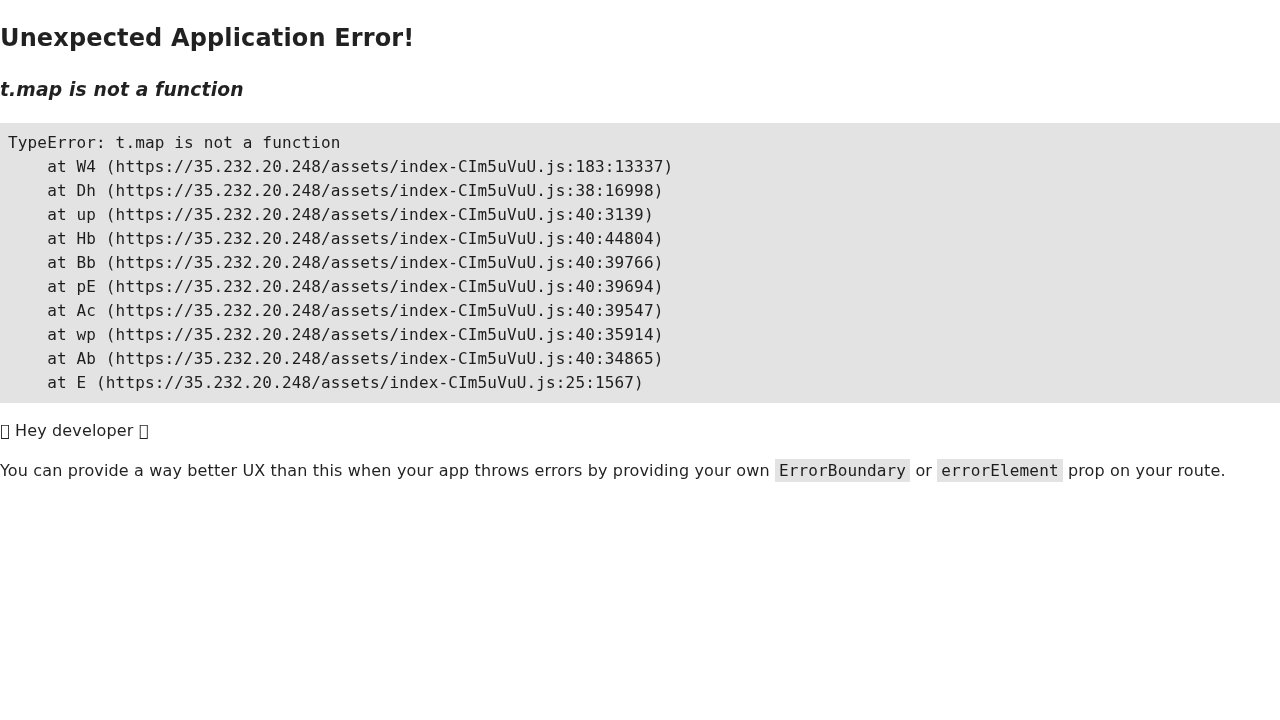 Unexpected Application Error!
t.map is not a function
TypeError: t.map is not a function
    at W4 (https://35.232.20.248/assets/index-CIm5uVuU.js:183:13337)
    at Dh (https://35.232.20.248/assets/index-CIm5uVuU.js:38:16998)
    at up (https://35.232.20.248/assets/index-CIm5uVuU.js:40:3139)
    at Hb (https://35.232.20.248/assets/index-CIm5uVuU.js:40:44804)
    at Bb (https://35.232.20.248/assets/index-CIm5uVuU.js:40:39766)
    at pE (https://35.232.20.248/assets/index-CIm5uVuU.js:40:39694)
    at Ac (https://35.232.20.248/assets/index-CIm5uVuU.js:40:39547)
    at wp (https://35.232.20.248/assets/index-CIm5uVuU.js:40:35914)
    at Ab (https://35.232.20.248/assets/index-CIm5uVuU.js:40:34865)
    at E (https://35.232.20.248/assets/index-CIm5uVuU.js:25:1567)
Hey developer
You can provide a way better UX than this when your app throws errors by providing your own ErrorBoundary or errorElement prop on your route.